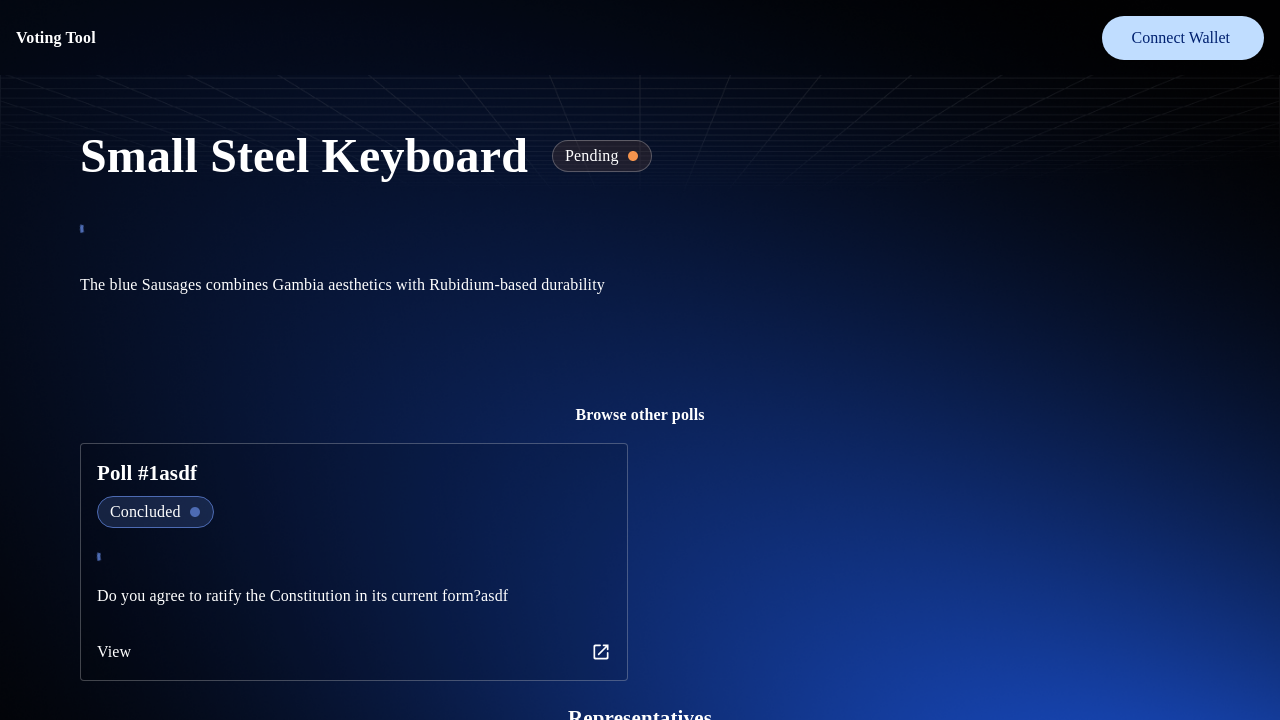 Voting Tool
Connect Wallet
Small Steel Keyboard
Pending
The blue Sausages combines Gambia aesthetics with Rubidium-based durability
Browse other polls
Poll #1asdf
Concluded
Do you agree to ratify the Constitution in its current form?asdf
View
Representatives